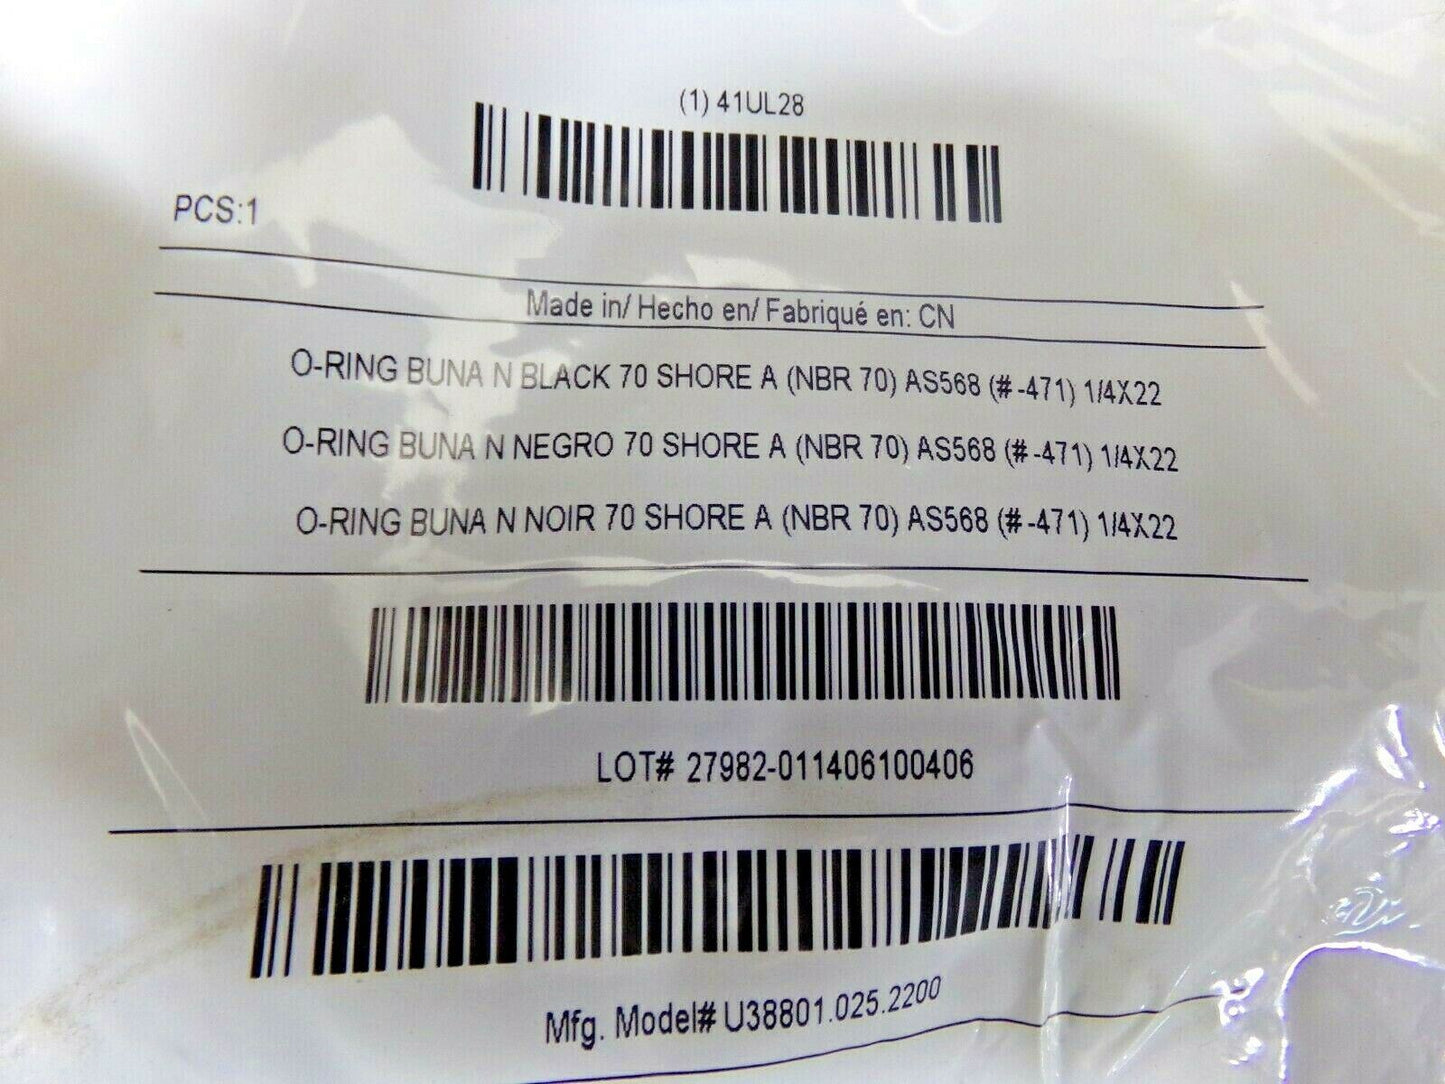 (1) 41UL28
PCS:1
Made in/ Hecho en/ Fabriqué en: CN
O-RING BUNA N BLACK 70 SHORE A (NBR 70) AS568 (# -471) 1/4X22
O-RING BUNA N NEGRO 70 SHORE A (NBR 70) AS568 (# -471) 1/4X22
O-RING BUNA N NOIR 70 SHORE A (NBR 70) AS568 (# -471) 1/4X22
LOT# 27982-011406100406
Mfg. Model# U38801.025.2200